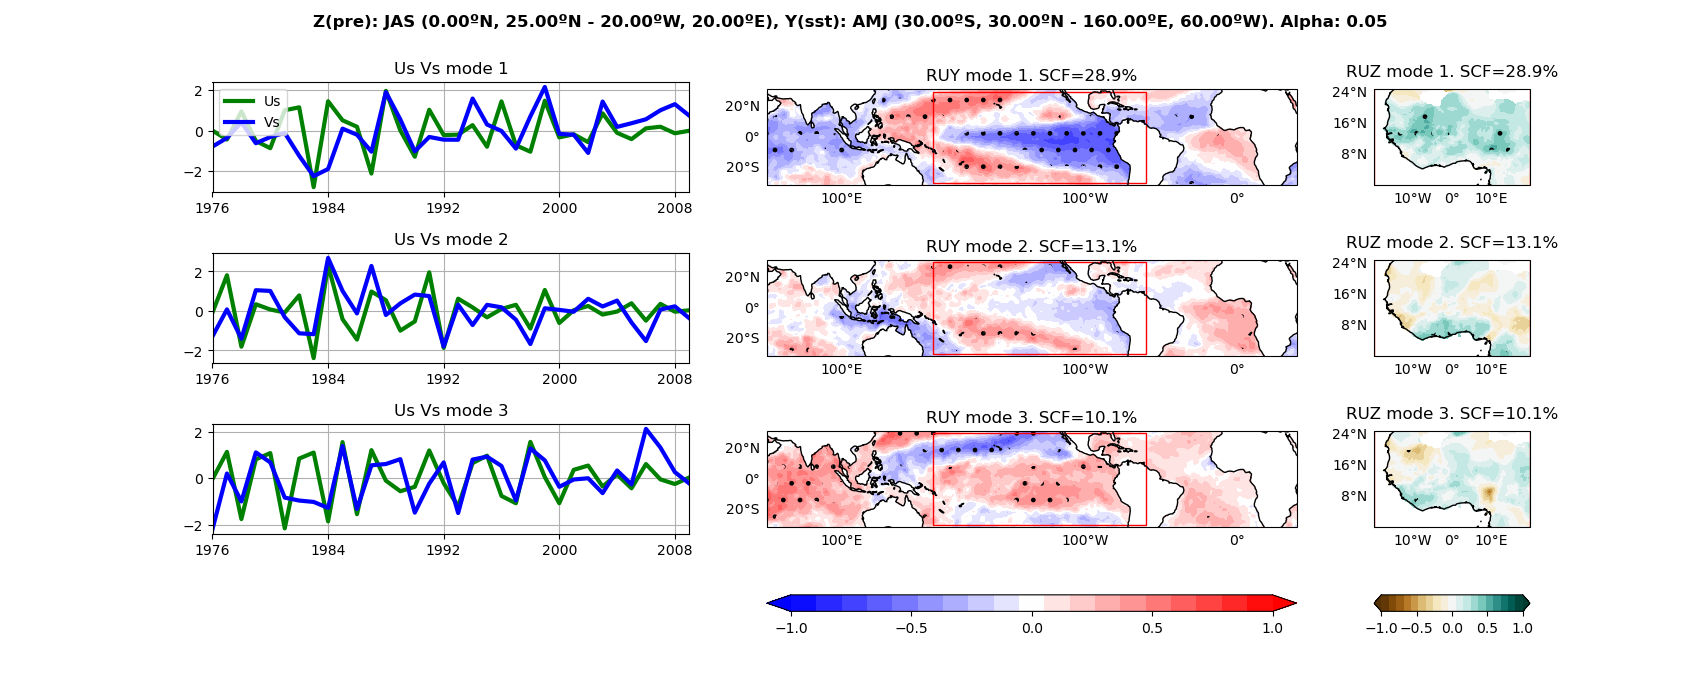 Z(pre): JAS (0.00ºN, 25.00ºN - 20.00ºW, 20.00ºE), Y(sst): AMJ (30.00ºS, 30.00ºN - 160.00ºE, 60.00ºW). Alpha: 0.05
Us Vs mode 1
2
0
−2
Us
Vs
1976 1984 1992 2000 2008
RUY mode 1. SCF=28.9%
20°N
0°
20°S
100°E 100°W 0°
RUZ mode 1. SCF=28.9%
24°N
16°N
8°N
10°W 0° 10°E
Us Vs mode 2
2
0
−2
1976 1984 1992 2000 2008
RUY mode 2. SCF=13.1%
20°N
0°
20°S
100°E 100°W 0°
RUZ mode 2. SCF=13.1%
24°N
16°N
8°N
10°W 0° 10°E
Us Vs mode 3
2
0
−2
1976 1984 1992 2000 2008
RUY mode 3. SCF=10.1%
20°N
0°
20°S
100°E 100°W 0°
RUZ mode 3. SCF=10.1%
24°N
16°N
8°N
10°W 0° 10°E
−1.0 −0.5 0.0 0.5 1.0
−1.0 −0.5 0.0 0.5 1.0